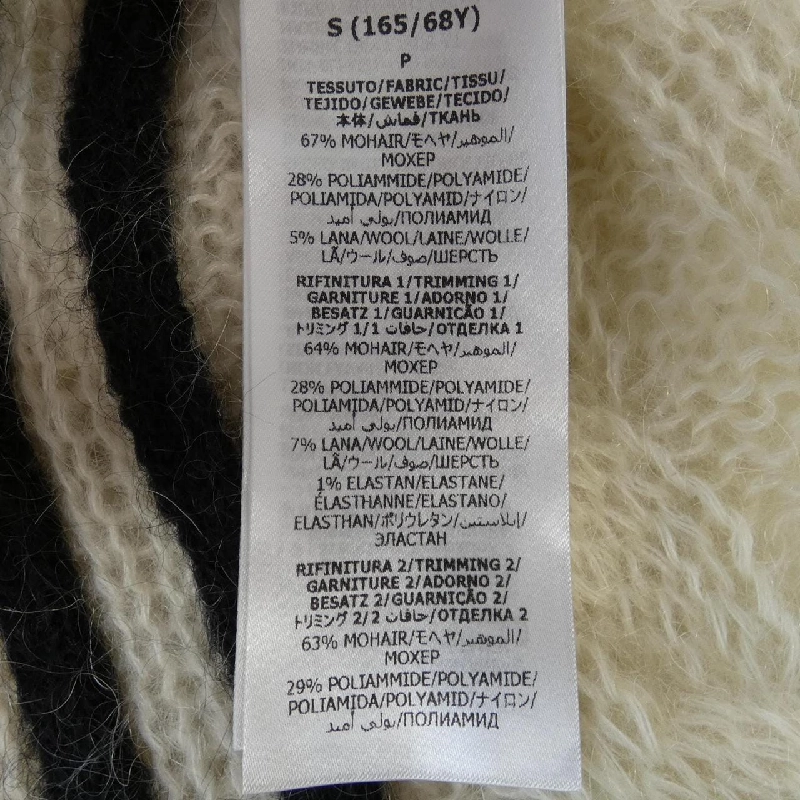 S (165/68Y)
P
TESSUTO/FABRIC/TISSU/
TEJIDO/GEWEBE/TECIDO/
本体/قماش/ТКАНЬ
67% MOHAIR/モヘヤ/الموهير/
МОХЕР
28% POLIAMMIDE/POLYAMIDE/
POLIAMIDA/POLYAMID/ナイロン/
بولي أميد/ПОЛИАМИД
5% LANA/WOOL/LAINE/WOLLE/
LÃ/ウール/صوف/ШЕРСТЬ
RIFINITURA 1/TRIMMING 1/
GARNITURE 1/ADORNO 1/
BESATZ 1/GUARNICÃO 1/
トリミング 1/1 حافات/ОТДЕЛКА 1
64% MOHAIR/モヘヤ/الموهير/
МОХЕР
28% POLIAMMIDE/POLYAMIDE/
POLIAMIDA/POLYAMID/ナイロン/
بولي أميد/ПОЛИАМИД
7% LANA/WOOL/LAINE/WOLLE/
LÃ/ウール/صوف/ШЕРСТЬ
1% ELASTAN/ELASTANE/
ÉLASTHANNE/ELASTANO/
ELASTHAN/ポリウレタン/إيلاستين/
ЭЛАСТАН
RIFINITURA 2/TRIMMING 2/
GARNITURE 2/ADORNO 2/
BESATZ 2/GUARNICÃO 2/
トリミング 2/2 حافات/ОТДЕЛКА 2
63% MOHAIR/モヘヤ/الموهير/
МОХЕР
29% POLIAMMIDE/POLYAMIDE/
POLIAMIDA/POLYAMID/ナイロン/
بولي أميد/ПОЛИАМИД